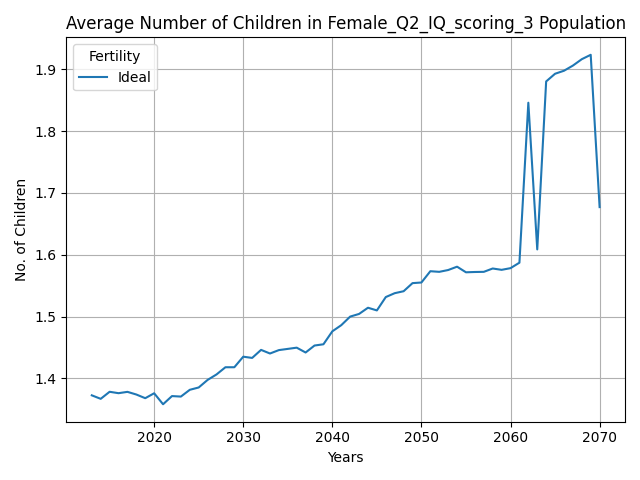 Average Number of Children in Female_Q2_IQ_scoring_3 Population
Fertility
Ideal
No. of Children
1.9
1.8
1.7
1.6
1.5
1.4
2020 2030 2040 2050 2060 2070
Years